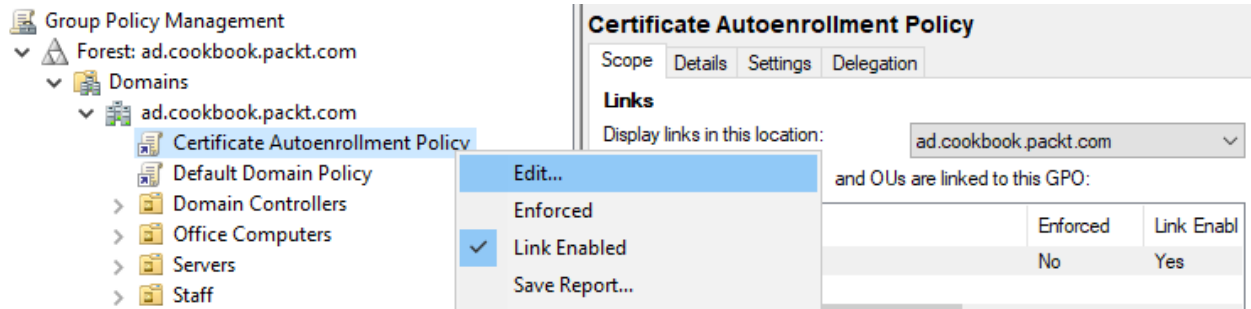 Group Policy Management
Forest: ad.cookbook.packt.com
Domains
ad.cookbook.packt.com
Certificate Autoenrollment Policy
Default Domain Policy
Domain Controllers
Office Computers
Servers
Staff
Edit...
Enforced
Link Enabled
Save Report...
Certificate Autoenrollment Policy
Scope Details Settings Delegation
Links
Display links in this location: ad.cookbook.packt.com
and OUs are linked to this GPO:
Enforced Link Enabl
No Yes